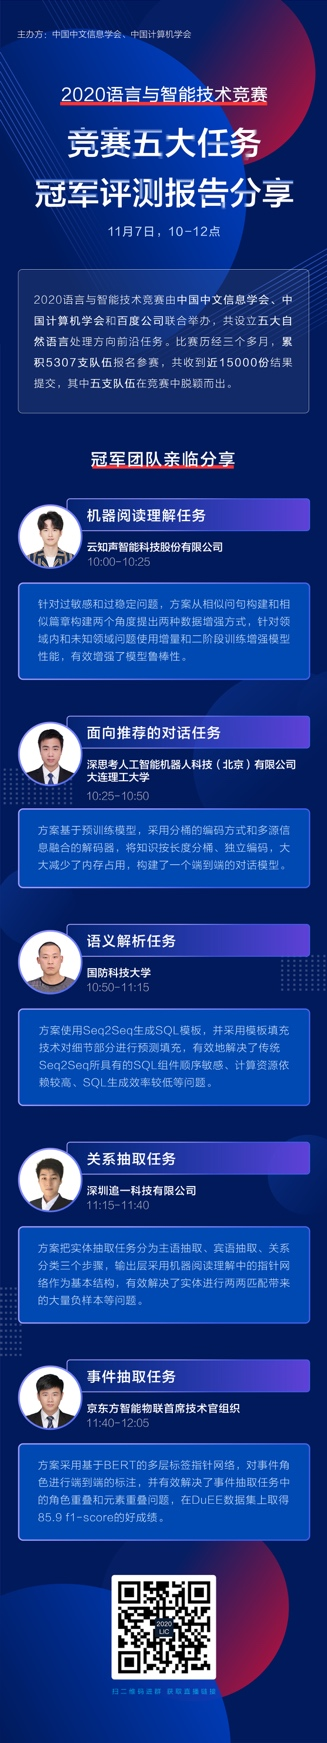 主办方：中国中文信息学会、中国计算机学会
2020语言与智能技术竞赛
竞赛五大任务
冠军评测报告分享
11月7日，10-12点
2020语言与智能技术竞赛由中国中文信息学会、中
国计算机学会和百度公司联合举办，共设立五大自
然语言处理方向前沿任务。比赛历经三个多月，累
积5307支队伍报名参赛，共收到近15000份结果
提交，其中五支队伍在竞赛中脱颖而出。
冠军团队亲临分享
机器阅读理解任务
云知声智能科技股份有限公司
10:00-10:25
针对过敏感和过稳定问题，方案从相似问句构建和相
似篇章构建两个角度提出两种数据增强方式，针对领
域内和未知领域问题使用增量和二阶段训练增强模型
性能，有效增强了模型鲁棒性。
面向推荐的对话任务
深思考人工智能机器人科技（北京）有限公司
大连理工大学
10:25-10:50
方案基于预训练模型，采用分桶的编码方式和多源信
息融合的解码器，将知识按长度分桶、独立编码，大
大减少了内存占用，构建了一个端到端的对话模型。
语义解析任务
国防科技大学
10:50-11:15
方案使用Seq2Seq生成SQL模板，并采用模板填充
技术对细节部分进行预测填充，有效地解决了传统
Seq2Seq所具有的SQL组件顺序敏感、计算资源依
赖较高、SQL生成效率较低等问题。
关系抽取任务
深圳追一科技有限公司
11:15-11:40
方案把实体抽取任务分为主语抽取、宾语抽取、关系
分类三个步骤，输出层采用机器阅读理解中的指针网
络作为基本结构，有效解决了实体进行两两匹配带来
的大量负样本等问题。
事件抽取任务
京东方智能物联首席技术官组织
11:40-12:05
方案采用基于BERT的多层标签指针网络，对事件角
色进行端到端的标注，并有效解决了事件抽取任务中
的角色重叠和元素重叠问题，在DuEE数据集上取得
85.9 f1-score的好成绩。
2020
LIC
扫二维码进群 获取直播链接